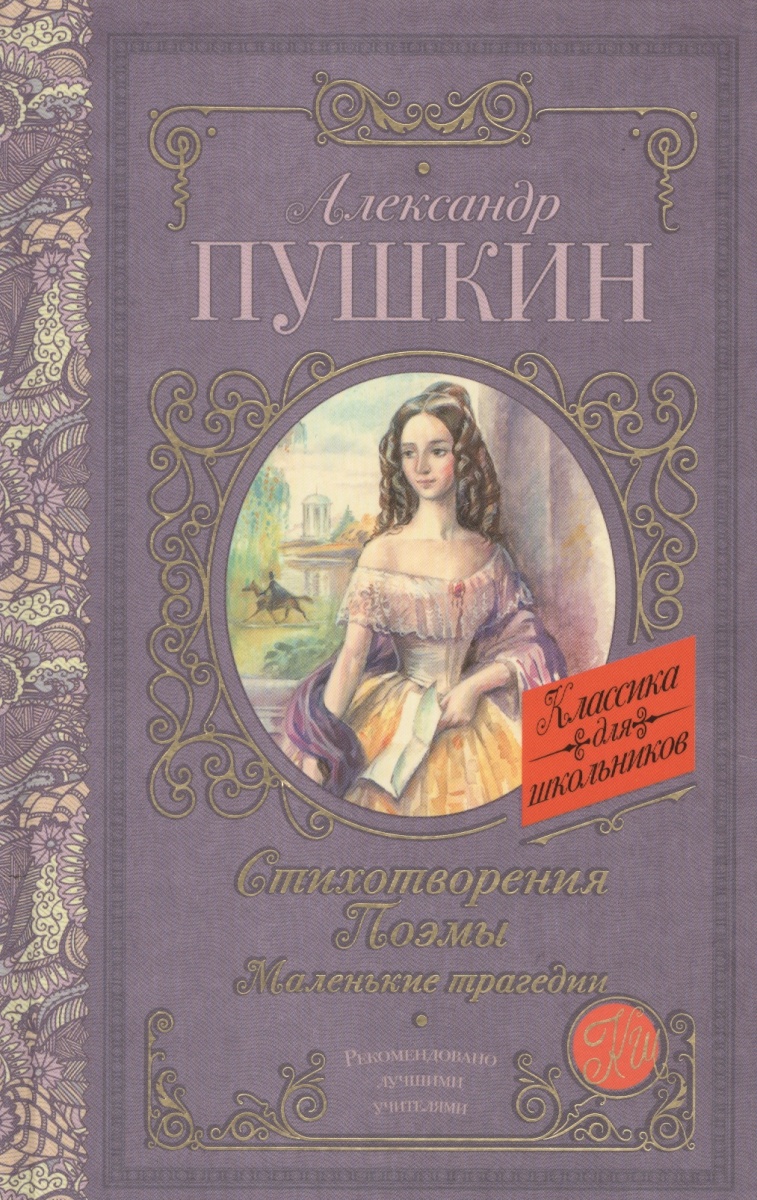 Александр
ПУШКИН
Классика
для
школьников
Стихотворения
Поэмы
Маленькие трагедии
Рекомендовано
лучшими
учителями
КШ